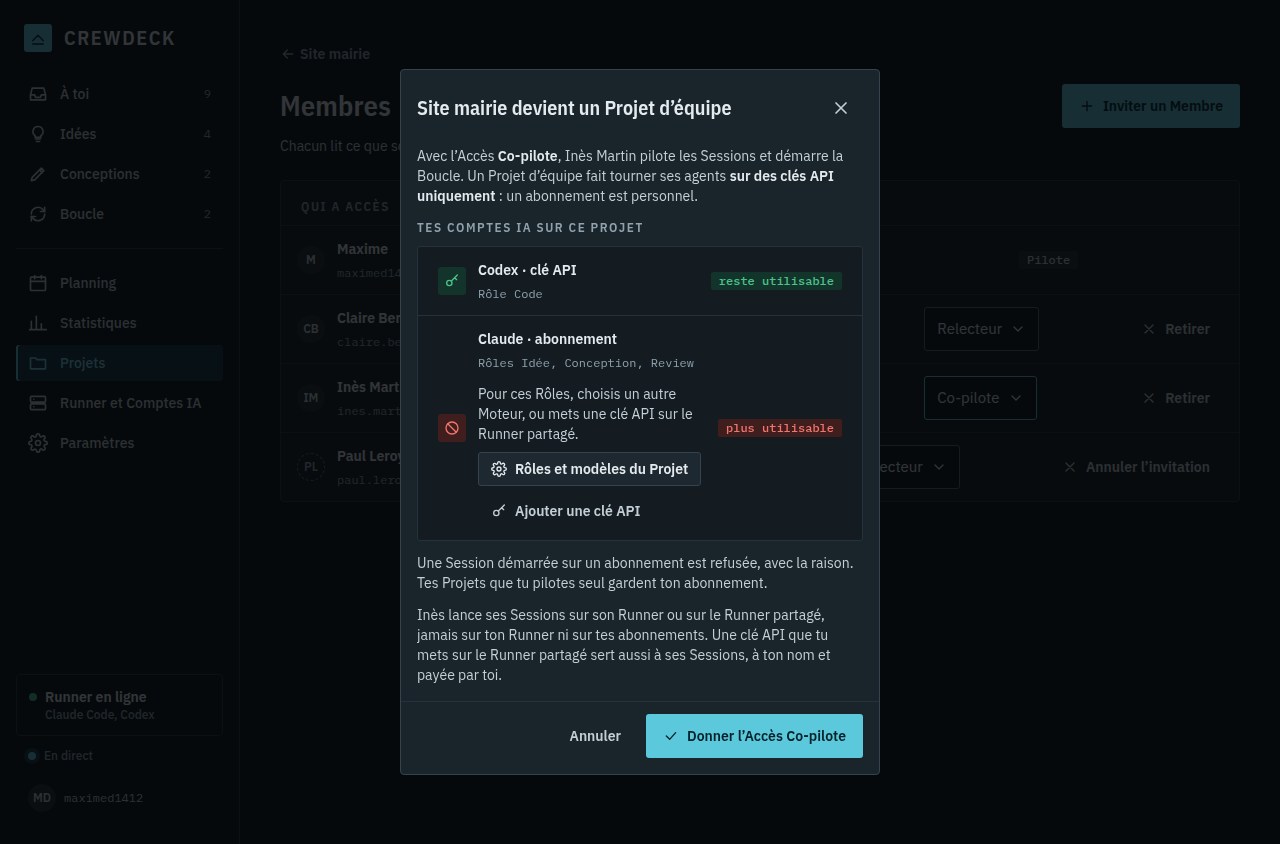 CREWDECK
À toi 9
Idées 4
Conceptions 2
Boucle 2
Planning
Statistiques
Projets
Runner et Comptes IA
Paramètres
Runner en ligne
Claude Code, Codex
En direct
MD maximed1412
Site mairie
Membres
Inviter un Membre
Chacun lit ce que
QUI A ACCÈS
M Maxime
Pilote
CB
Relecteur
Retirer
IM
Co-pilote
Retirer
PL Paul Leroy
Annuler l’invitation
Site mairie devient un Projet d’équipe
Avec l’Accès Co-pilote, Inès Martin pilote les Sessions et démarre la
Boucle. Un Projet d’équipe fait tourner ses agents sur des clés API
uniquement : un abonnement est personnel.
TES COMPTES IA SUR CE PROJET
Codex · clé API
Rôle Code
reste utilisable
Claude · abonnement
Rôles Idée, Conception, Review
Pour ces Rôles, choisis un autre
Moteur, ou mets une clé API sur le
Runner partagé.
plus utilisable
Rôles et modèles du Projet
Ajouter une clé API
Une Session démarrée sur un abonnement est refusée, avec la raison.
Tes Projets que tu pilotes seul gardent ton abonnement.
Inès lance ses Sessions sur son Runner ou sur le Runner partagé,
jamais sur ton Runner ni sur tes abonnements. Une clé API que tu
mets sur le Runner partagé sert aussi à ses Sessions, à ton nom et
payée par toi.
Annuler
Donner l’Accès Co-pilote